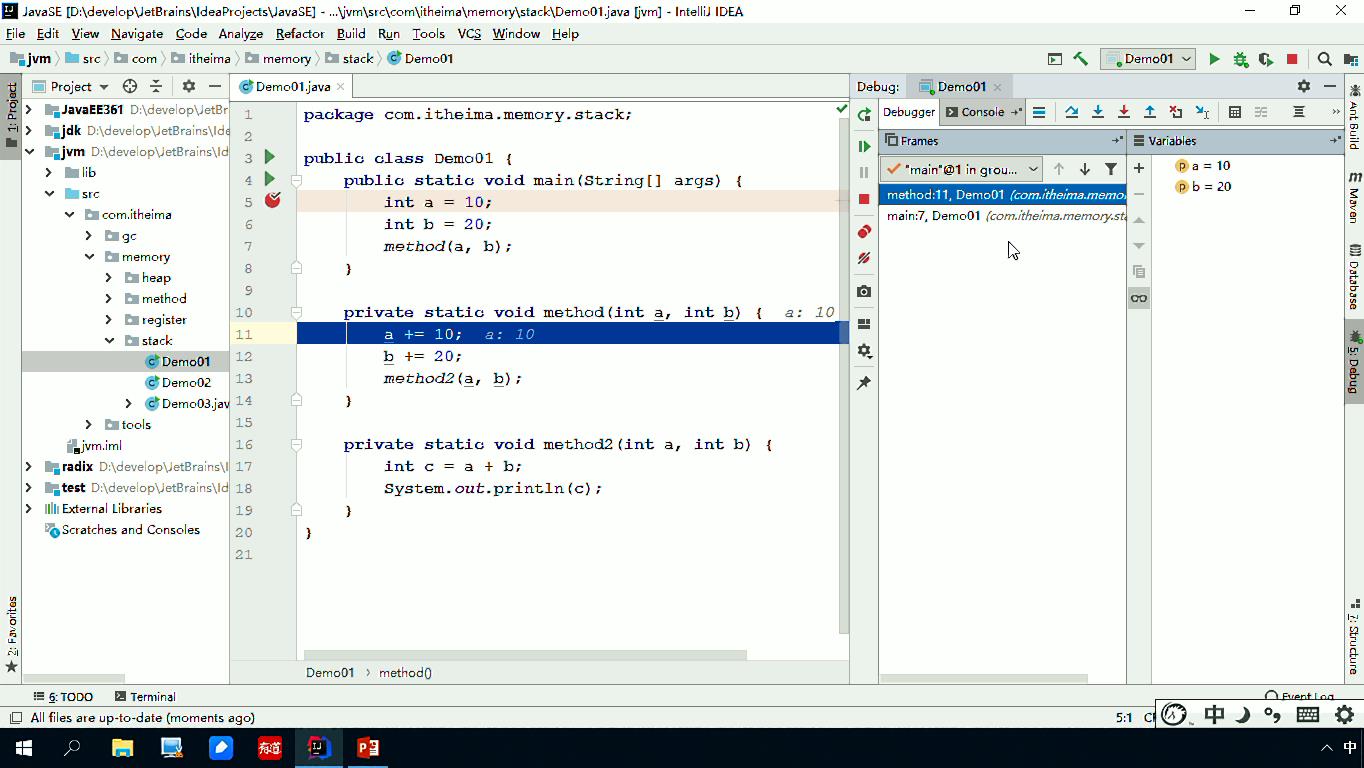 JavaSE [D:\develop\JetBrains\IdeaProjects\JavaSE] - ...\jvm\src\com\itheima\memory\stack\Demo01.java [jvm] - IntelliJ IDEA
File Edit View Navigate Code Analyze Refactor Build Run Tools VCS Window Help
jvm src com itheima memory stack Demo01
Demo01
1: Project
Project
JavaEE361 D:\develop\JetBr
jdk D:\develop\JetBrains\Ide
jvm D:\develop\JetBrains\Id
lib
src
com.itheima
gc
memory
heap
method
register
stack
Demo01
Demo02
Demo03.jav
tools
jvm.iml
radix D:\develop\JetBrains\I
test D:\develop\JetBrains\Id
External Libraries
Scratches and Consoles
2: Favorites
Demo01.java
1 package com.itheima.memory.stack;
2
3 public class Demo01 {
4 public static void main(String[] args) {
5 int a = 10;
6 int b = 20;
7 method(a, b);
8 }
9
10 private static void method(int a, int b) { a: 10
11 a += 10; a: 10
12 b += 20;
13 method2(a, b);
14 }
15
16 private static void method2(int a, int b) {
17 int c = a + b;
18 System.out.println(c);
19 }
20 }
21
Demo01 › method()
Debug: Demo01
Debugger Console
Frames
"main"@1 in grou...
method:11, Demo01 (com.itheima.memo
main:7, Demo01 (com.itheima.memory.sta
Variables
a = 10
b = 20
Ant Build
Maven
Database
5: Debug
7: Structure
6: TODO Terminal
Event Log
All files are up-to-date (moments ago)
5:1
中
有道
中